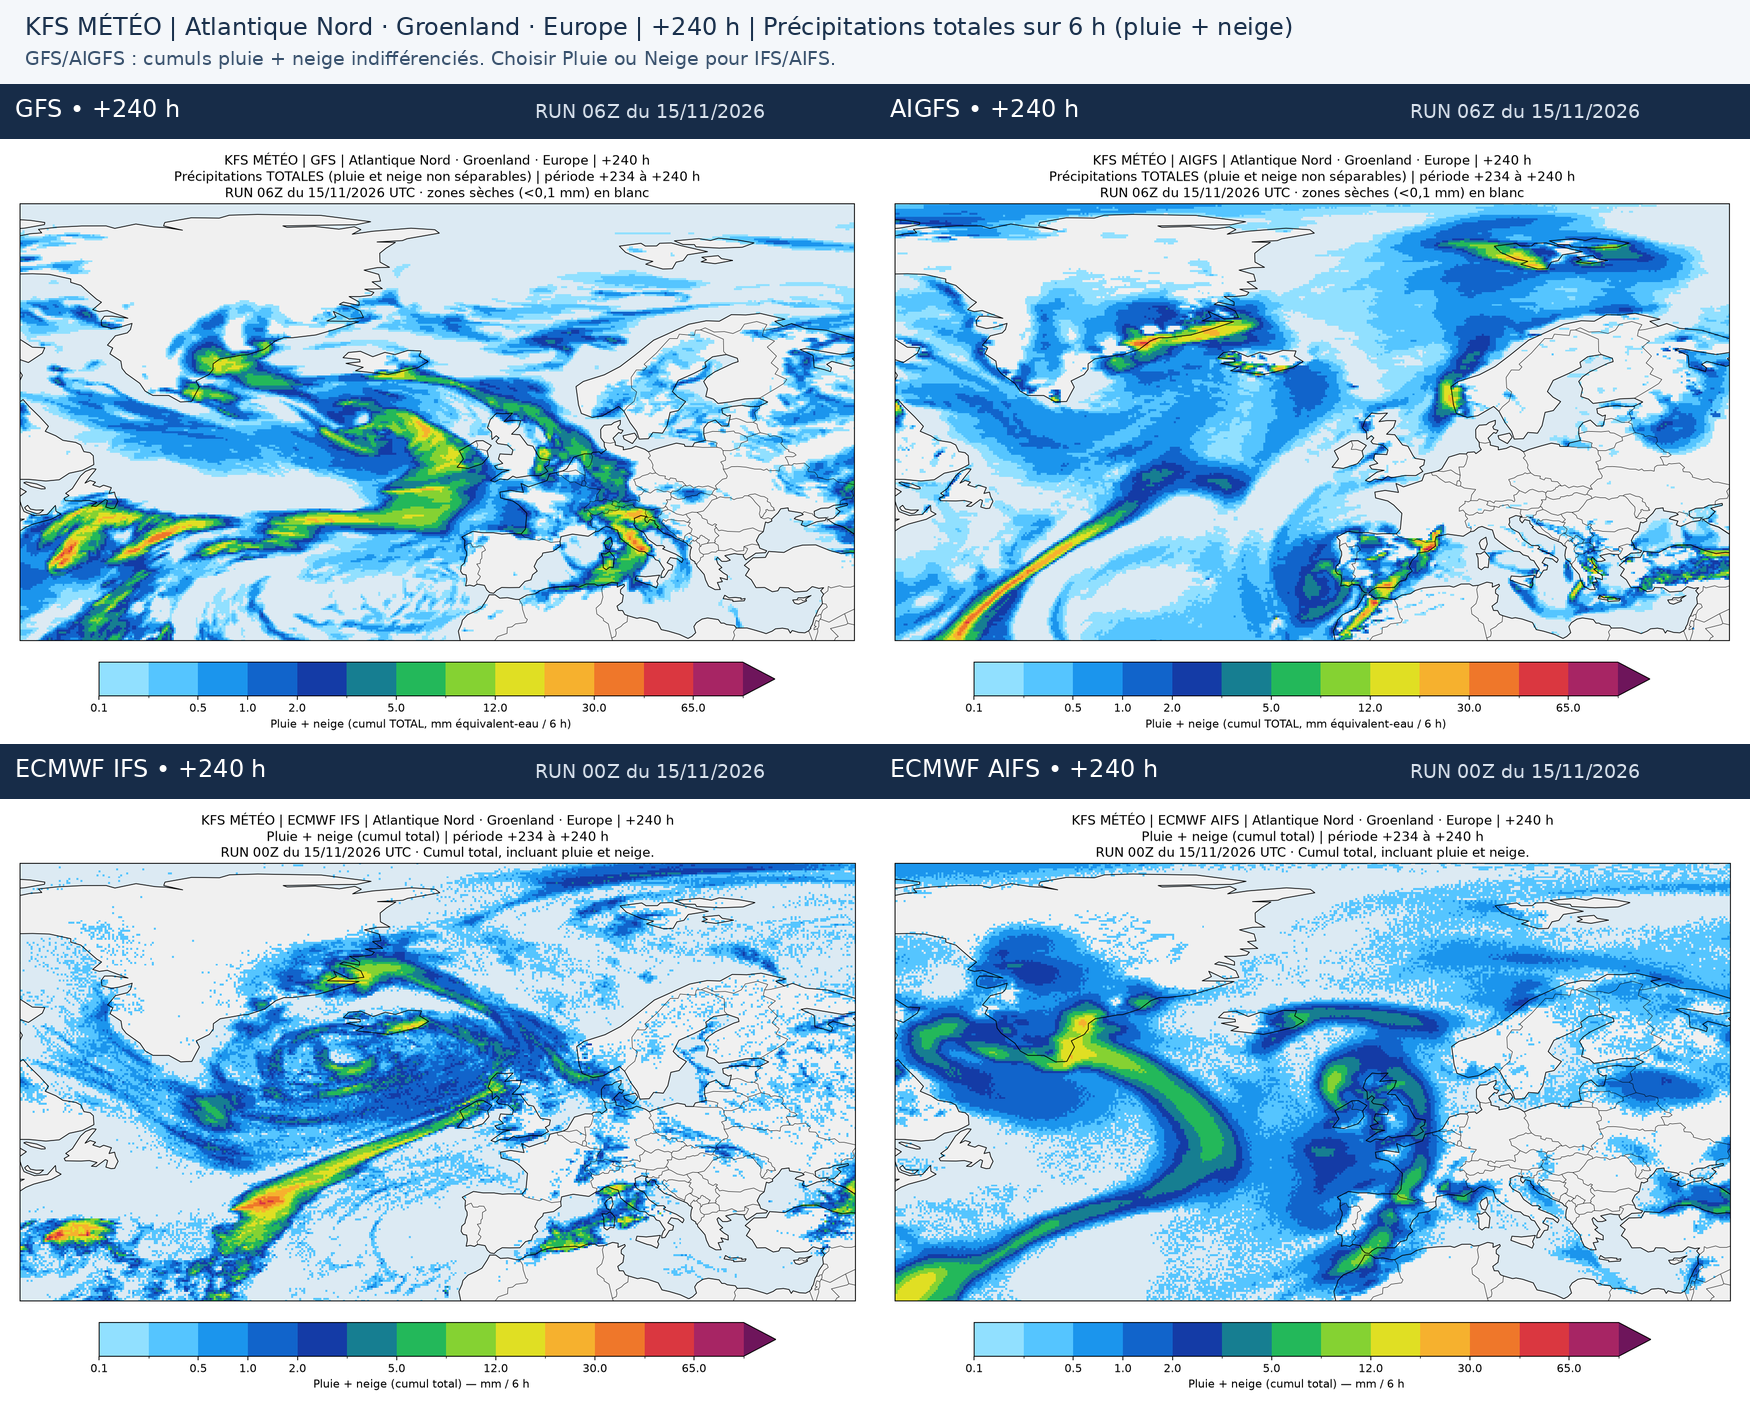 KFS MÉTÉO | Atlantique Nord · Groenland · Europe | +240 h | Précipitations totales sur 6 h (pluie + neige)
GFS/AIGFS : cumuls pluie + neige indifférenciés. Choisir Pluie ou Neige pour IFS/AIFS.
GFS • +240 h
RUN 06Z du 15/11/2026
KFS MÉTÉO | GFS | Atlantique Nord · Groenland · Europe | +240 h
Précipitations TOTALES (pluie et neige non séparables) | période +234 à +240 h
RUN 06Z du 15/11/2026 UTC · zones sèches (<0,1 mm) en blanc
0.1 0.5 1.0 2.0 5.0 12.0 30.0 65.0
Pluie + neige (cumul TOTAL, mm équivalent-eau / 6 h)
AIGFS • +240 h
RUN 06Z du 15/11/2026
KFS MÉTÉO | AIGFS | Atlantique Nord · Groenland · Europe | +240 h
Précipitations TOTALES (pluie et neige non séparables) | période +234 à +240 h
RUN 06Z du 15/11/2026 UTC · zones sèches (<0,1 mm) en blanc
0.1 0.5 1.0 2.0 5.0 12.0 30.0 65.0
Pluie + neige (cumul TOTAL, mm équivalent-eau / 6 h)
ECMWF IFS • +240 h
RUN 00Z du 15/11/2026
KFS MÉTÉO | ECMWF IFS | Atlantique Nord · Groenland · Europe | +240 h
Pluie + neige (cumul total) | période +234 à +240 h
RUN 00Z du 15/11/2026 UTC · Cumul total, incluant pluie et neige.
0.1 0.5 1.0 2.0 5.0 12.0 30.0 65.0
Pluie + neige (cumul total) — mm / 6 h
ECMWF AIFS • +240 h
RUN 00Z du 15/11/2026
KFS MÉTÉO | ECMWF AIFS | Atlantique Nord · Groenland · Europe | +240 h
Pluie + neige (cumul total) | période +234 à +240 h
RUN 00Z du 15/11/2026 UTC · Cumul total, incluant pluie et neige.
0.1 0.5 1.0 2.0 5.0 12.0 30.0 65.0
Pluie + neige (cumul total) — mm / 6 h